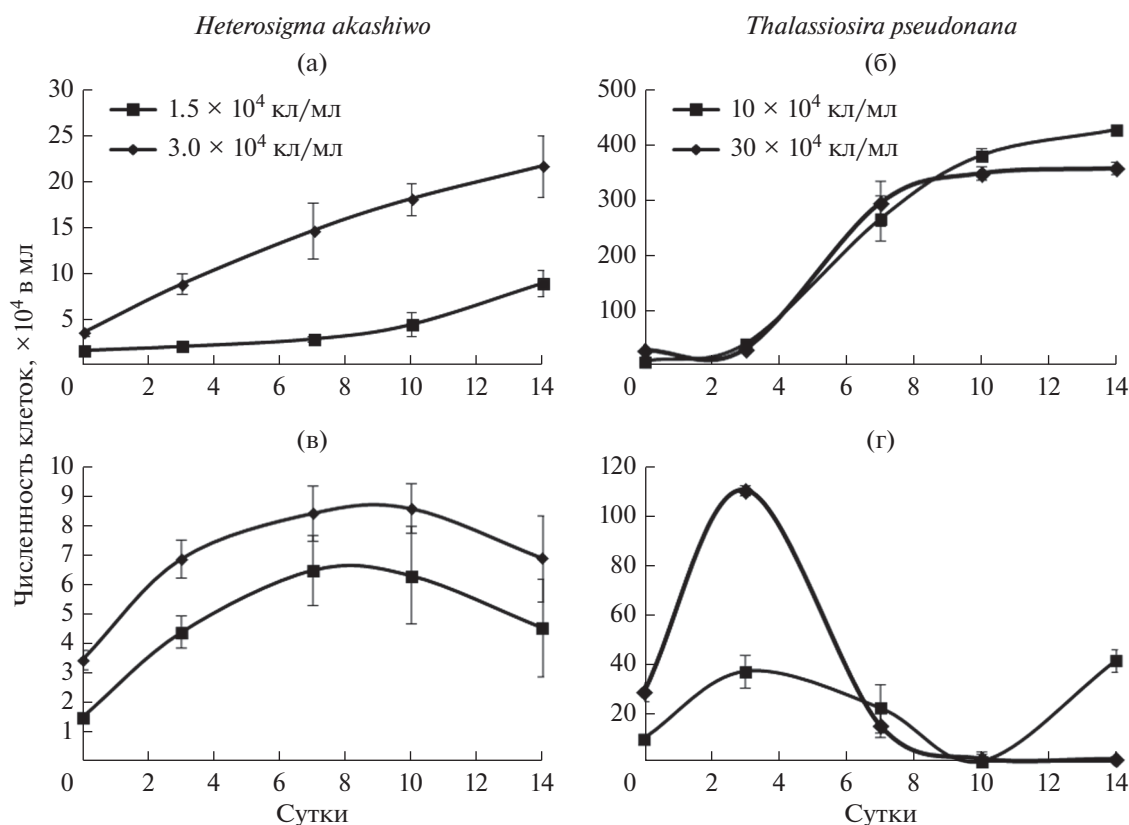 Heterosigma akashiwo
Thalassiosira pseudonana
Численность клеток, ×10⁴ в мл
(а)
30
25
20
15
10
5
0
2 4 6 8 10 12 14
1.5 × 10⁴ кл/мл
3.0 × 10⁴ кл/мл
(б)
500
400
300
200
100
0
2 4 6 8 10 12 14
10 × 10⁴ кл/мл
30 × 10⁴ кл/мл
(в)
10
9
8
7
6
5
4
3
2
1
0
2 4 6 8 10 12 14
Сутки
(г)
120
100
80
60
40
20
0
2 4 6 8 10 12 14
Сутки